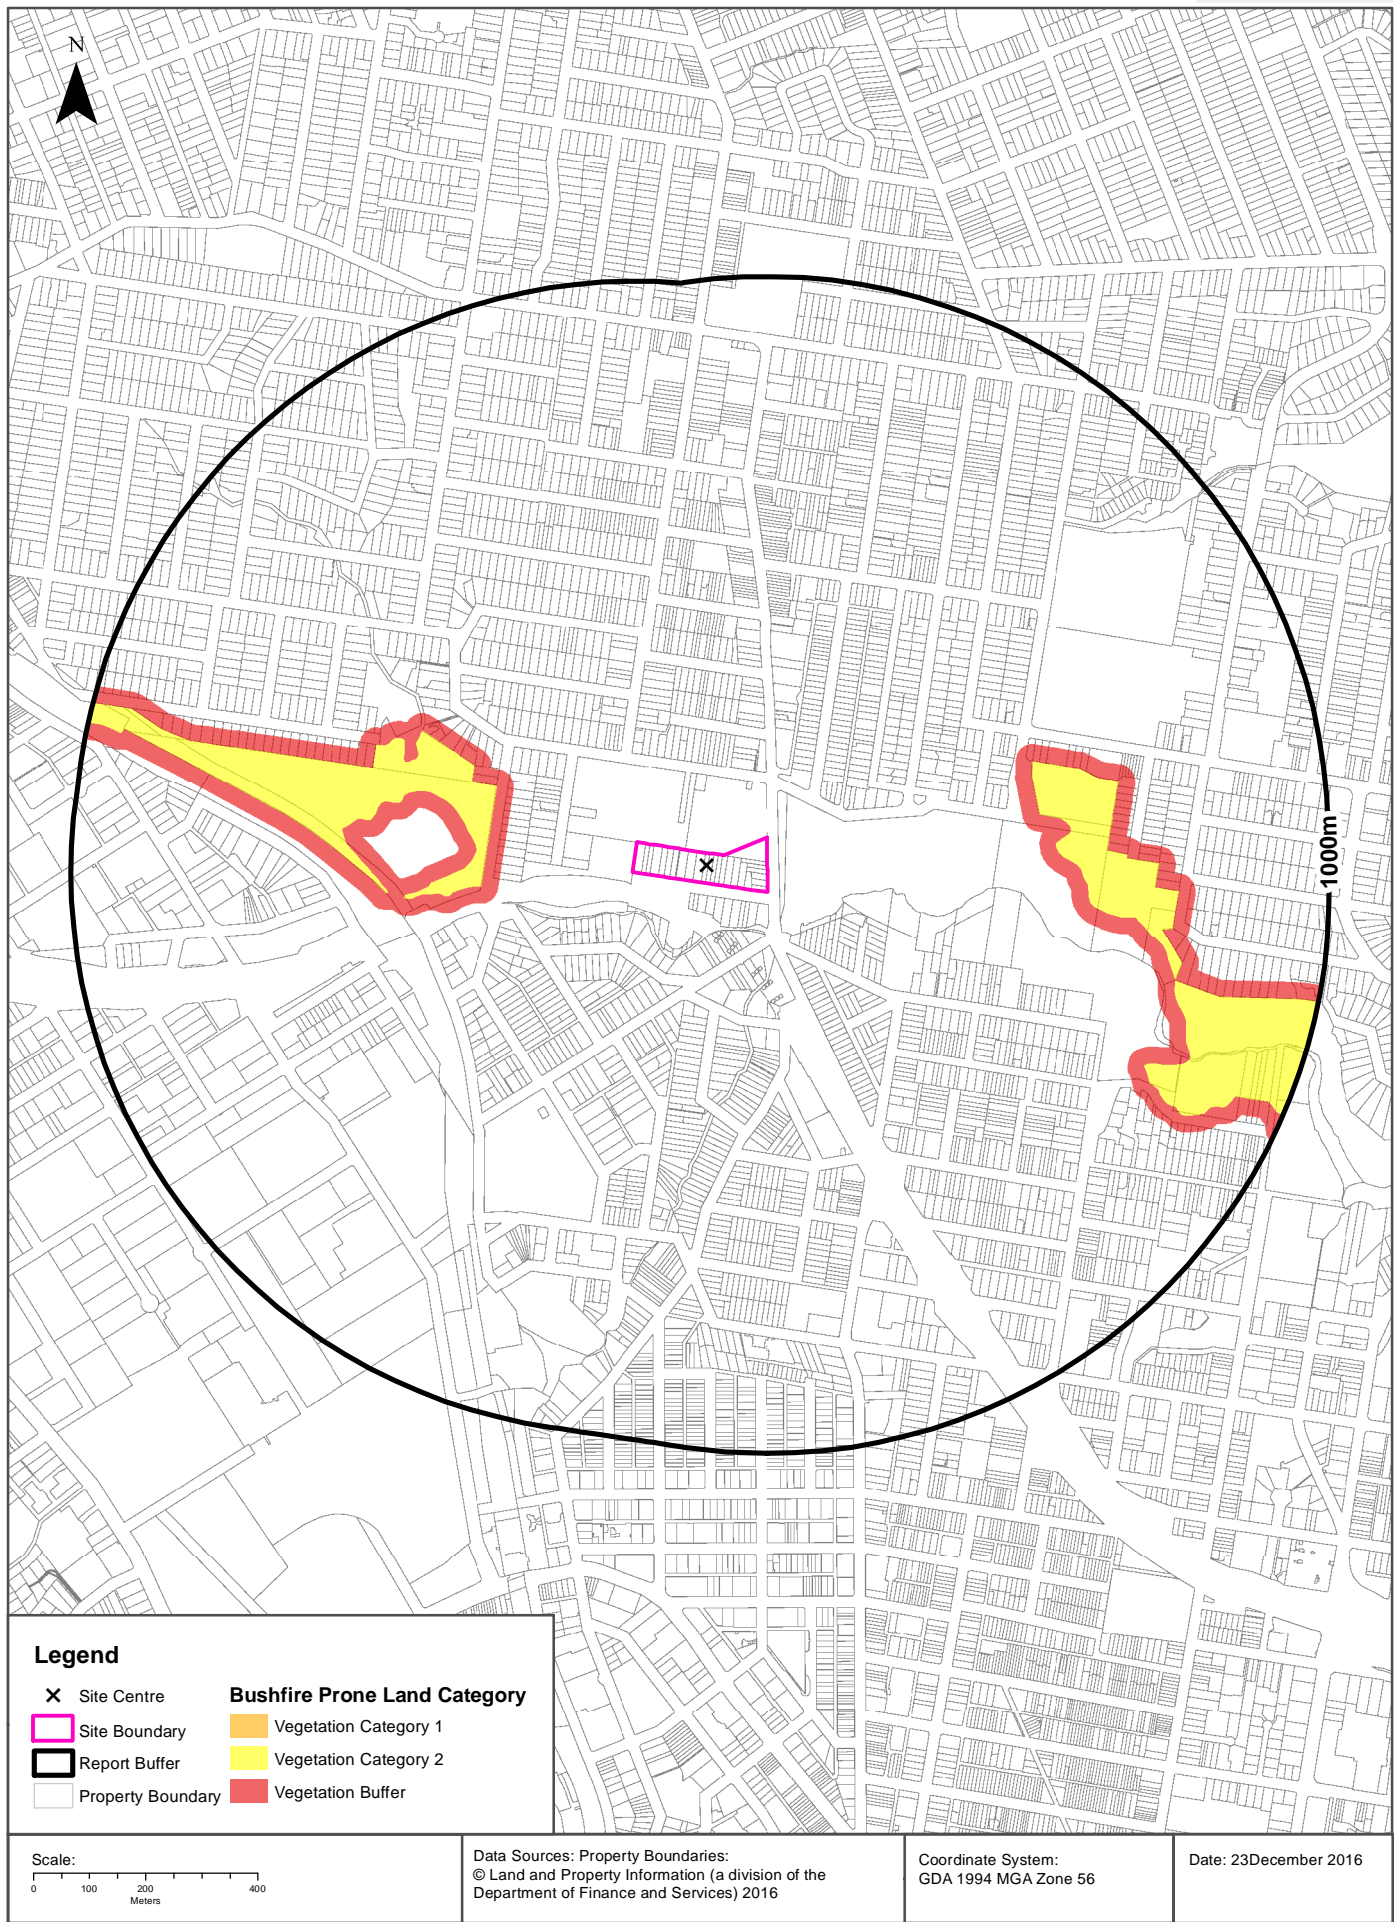 N
1000m
Legend
Site Centre
Site Boundary
Report Buffer
Property Boundary
Bushfire Prone Land Category
Vegetation Category 1
Vegetation Category 2
Vegetation Buffer
Scale:
0 100 200 400
Meters
Data Sources: Property Boundaries:
© Land and Property Information (a division of the
Department of Finance and Services) 2016
Coordinate System:
GDA 1994 MGA Zone 56
Date: 23December 2016